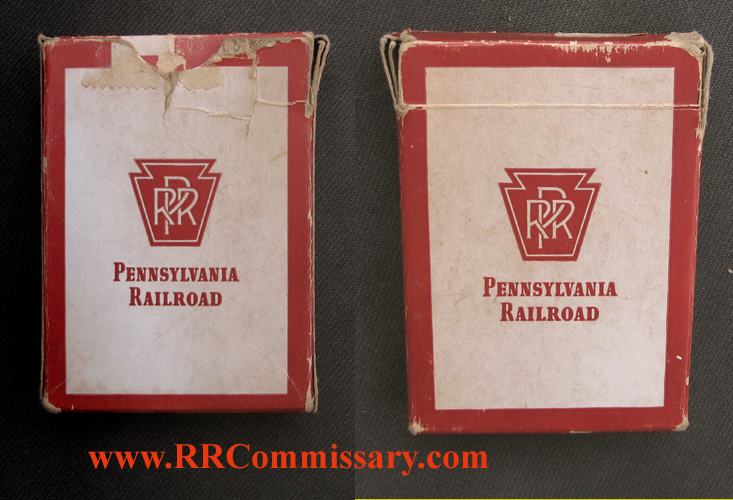 PRR
PENNSYLVANIA
RAILROAD
PRR
PENNSYLVANIA
RAILROAD
www.RRCommissary.com